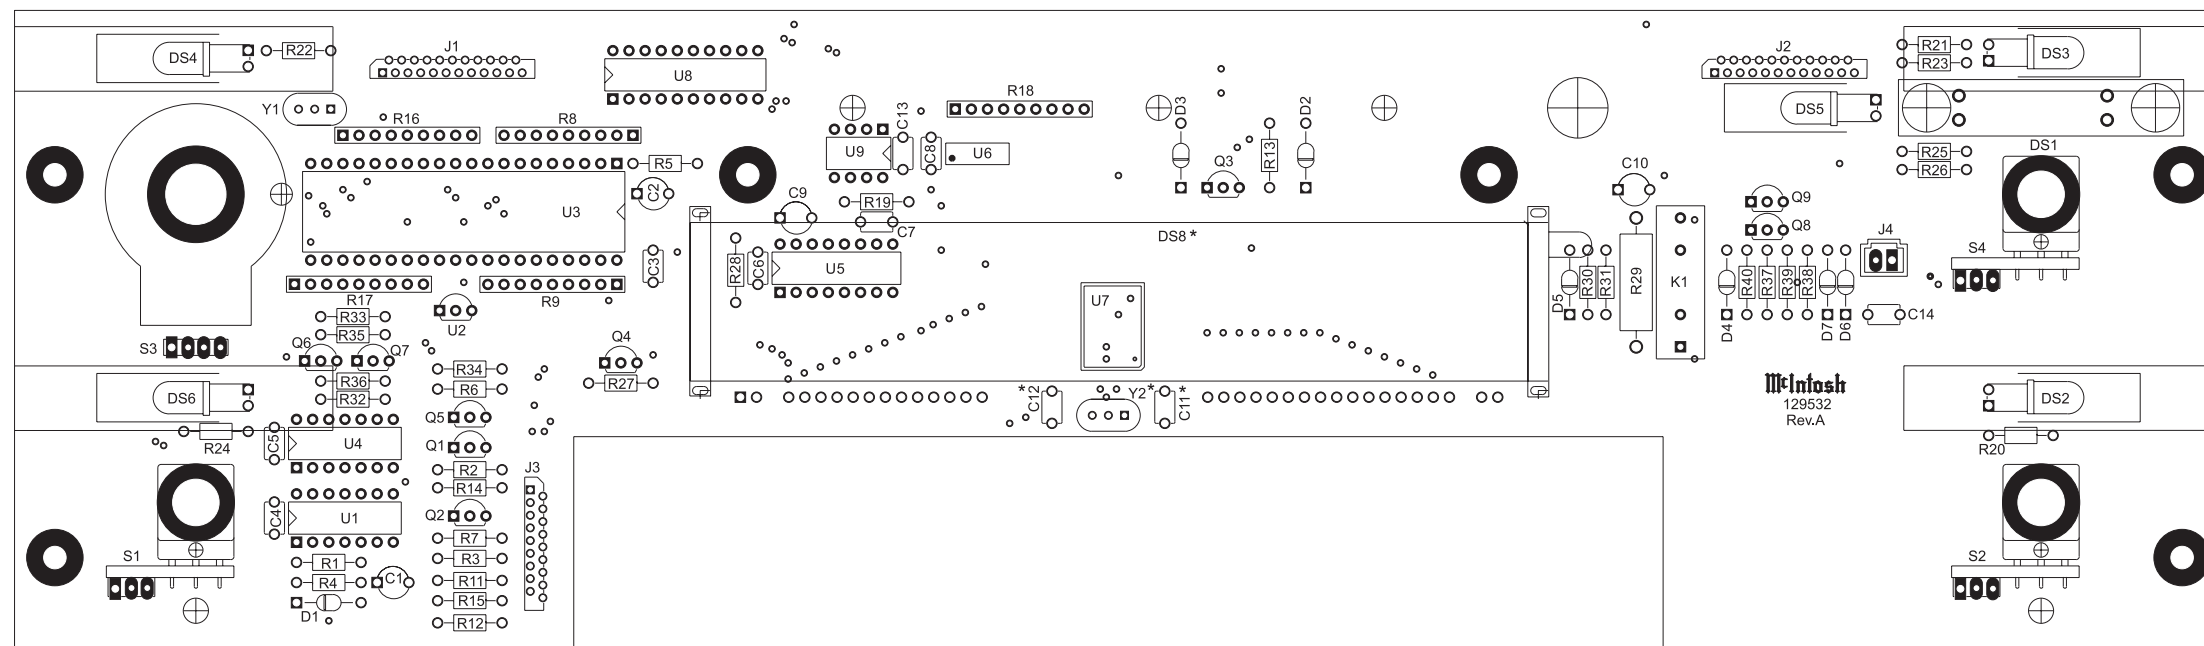 J1
J2
DS4
R22
U8
R21
R23
DS3
Y1
R16
R8
R18
C13
D3
D2
DS5
U9
C8
U6
Q3
R13
R25
R26
DS1
R5
C2
U3
C9
R19
C7
C10
Q9
Q8
J4
S4
DS8*
C3
R28
C6
U5
R17
R9
U2
R33
R35
U7
D5
R30
R31
R29
K1
D4
R40
R37
R39
R38
D7
D6
C14
S3
Q6
Q7
Q4
R34
R6
R27
R36
R32
DS6
*
C12
Y2*
C11*
McIntosh
129532
Rev.A
DS2
R20
Q5
Q1
R24
C5
U4
R2
R14
J3
C4
U1
Q2
R7
R3
R11
R15
R12
S1
R1
R4
C1
D1
S2